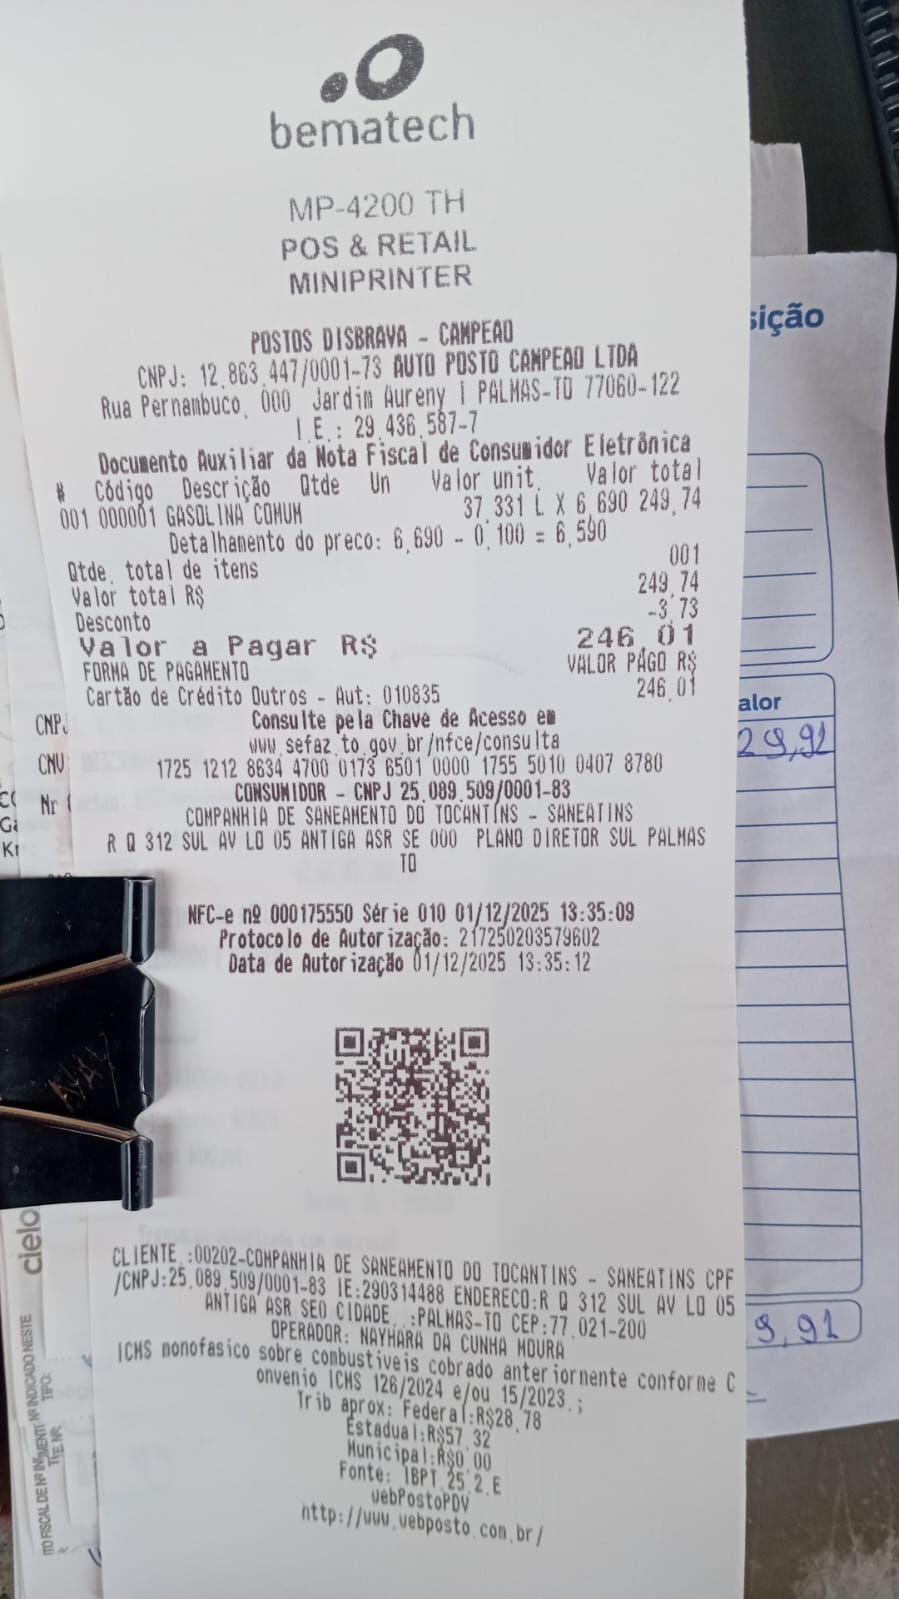 bematech
MP-4200 TH
POS & RETAIL
MINIPRINTER
POSTOS DISBRAVA - CAMPEAO
CNPJ: 12.863.447/0001-73 AUTO POSTO CAMPEAO LTDA
Rua Pernambuco, 000 Jardim Aureny I PALMAS-TO 77060-122
I.E.: 29.436.587-7
Documento Auxiliar da Nota Fiscal de Consumidor Eletrônica
# Código Descrição Qtde Un Valor unit. Valor total
001 000001 GASOLINA COMUM 37,331 L X 6,690 249,74
Detalhamento do preco: 6,690 - 0,100 = 6,590
Qtde. total de itens 001
Valor total R$ 249,74
Desconto -3,73
Valor a Pagar R$ 246,01
FORMA DE PAGAMENTO VALOR PAGO R$
Cartão de Crédito Outros - Aut: 010835 246,01
Consulte pela Chave de Acesso em
www.sefaz.to.gov.br/nfce/consulta
1725 1212 8634 4700 0173 6501 0000 1755 5010 0407 8780
CONSUMIDOR - CNPJ 25.089.509/0001-83
COMPANHIA DE SANEAMENTO DO TOCANTINS - SANEATINS
R Q 312 SUL AV LO 05 ANTIGA ASR SE 000 PLANO DIRETOR SUL PALMAS
TO
NFC-e nº 000175550 Série 010 01/12/2025 13:35:09
Protocolo de Autorização: 217250203579602
Data de Autorização 01/12/2025 13:35:12
CLIENTE.:00202-COMPANHIA DE SANEAMENTO DO TOCANTINS - SANEATINS CPF
/CNPJ:25.089.509/0001-83 IE:290314488 ENDERECO:R Q 312 SUL AV LO 05
ANTIGA ASR SE0 CIDADE..:PALMAS-TO CEP:77.021-200
OPERADOR: NAYHARA DA CUNHA MOURA
ICMS monofasico sobre combustiveis cobrado anteriormente conforme C
onvenio ICMS 126/2024 e/ou 15/2023.;
Trib aprox: Federal:R$28,78
Estadual:R$57,32
Municipal:R$0,00
Fonte: IBPT 25.2.E
webPostoPDV
http://www.webposto.com.br/
sição
alor
29,91
9,91
CNPJ
CNV
Nr
cielo